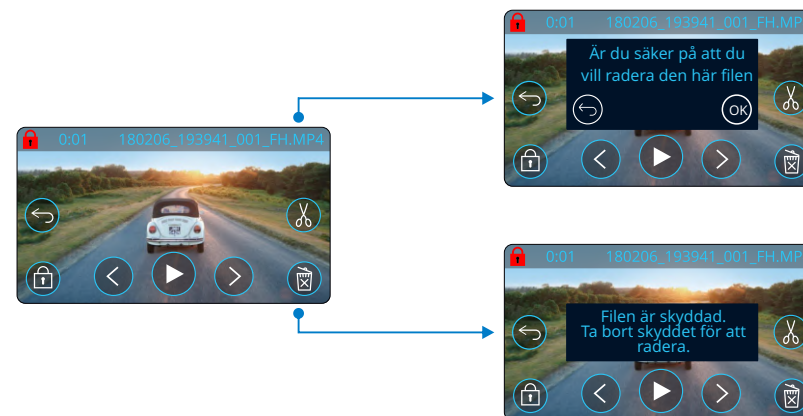 0:01 180206_193941_001_FH.MP4
0:01 180206_193941_001_FH.MP
Är du säker på att du
vill radera den här filen
OK
0:01 180206_193941_001_FH.MP
Filen är skyddad.
Ta bort skyddet för att
radera.